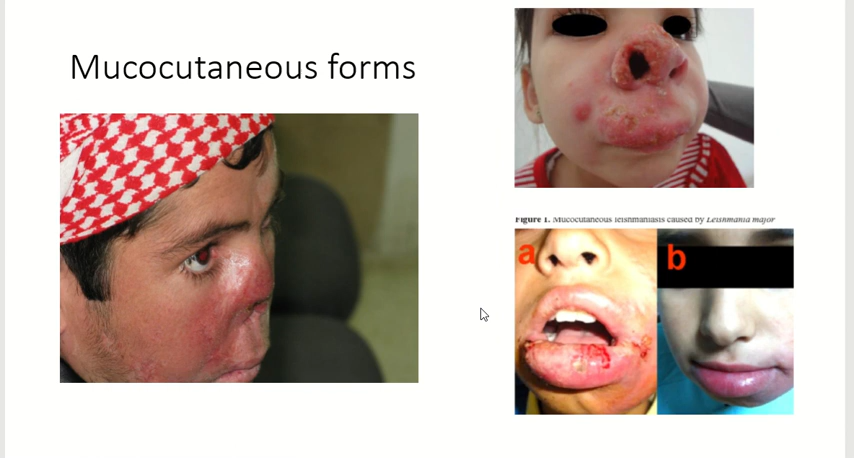 Mucocutaneous forms
Figure 1. Mucocutaneous leishmaniasis caused by Leishmania major
a
b